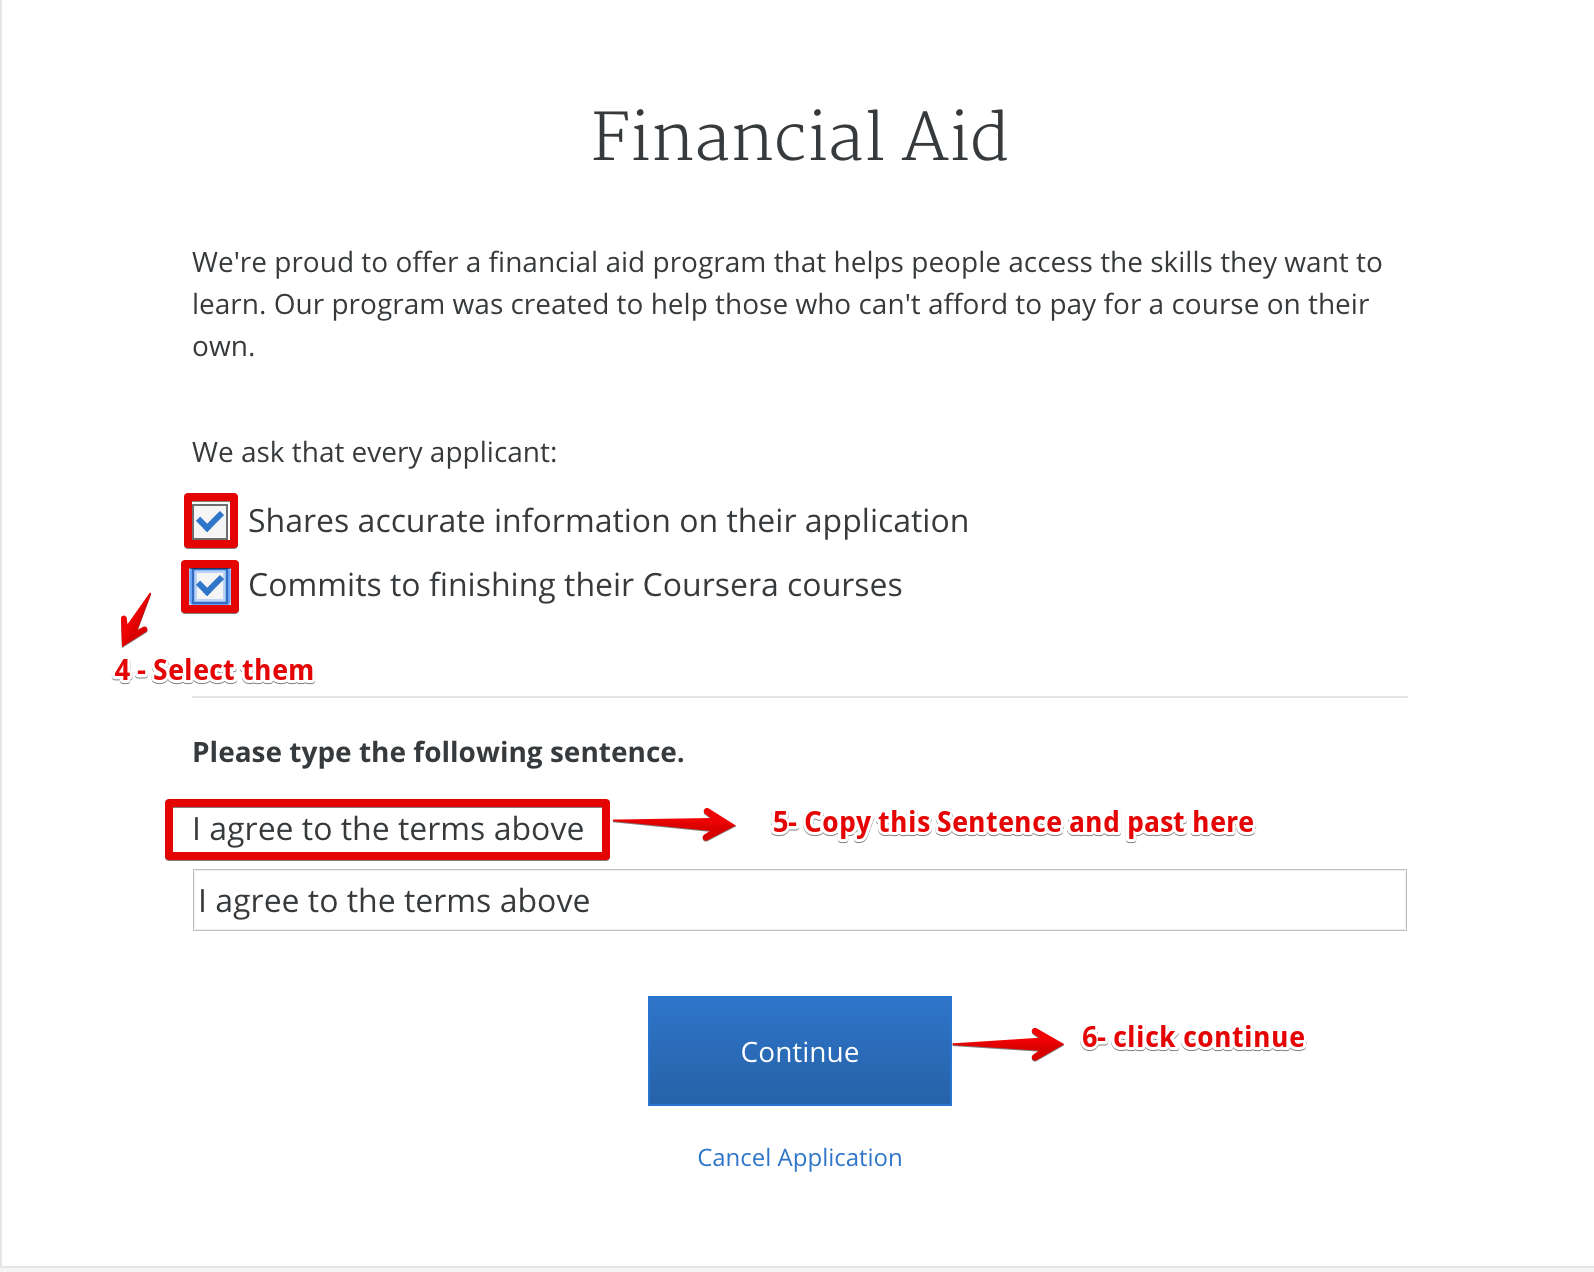 Financial Aid
We're proud to offer a financial aid program that helps people access the skills they want to
learn. Our program was created to help those who can't afford to pay for a course on their
own.
We ask that every applicant:
Shares accurate information on their application
Commits to finishing their Coursera courses
4 - Select them
Please type the following sentence.
I agree to the terms above
5- Copy this Sentence and past here
I agree to the terms above
Continue
6- click continue
Cancel Application